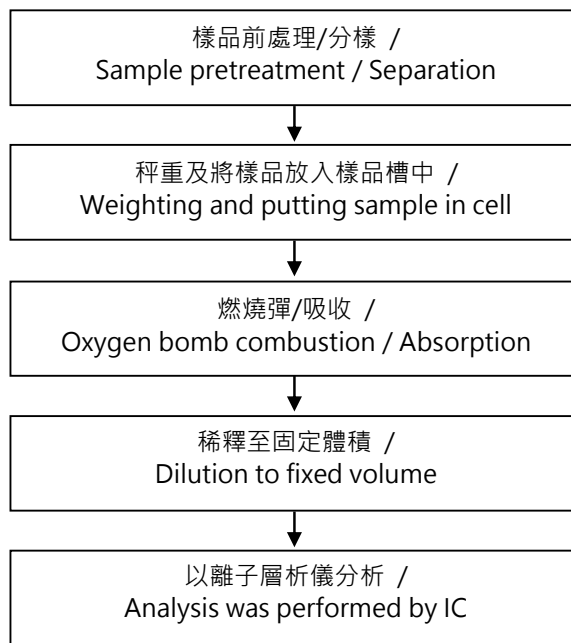 樣品前處理/分樣 /
Sample pretreatment / Separation
秤重及將樣品放入樣品槽中 /
Weighting and putting sample in cell
燃燒彈/吸收 /
Oxygen bomb combustion / Absorption
稀釋至固定體積 /
Dilution to fixed volume
以離子層析儀分析 /
Analysis was performed by IC